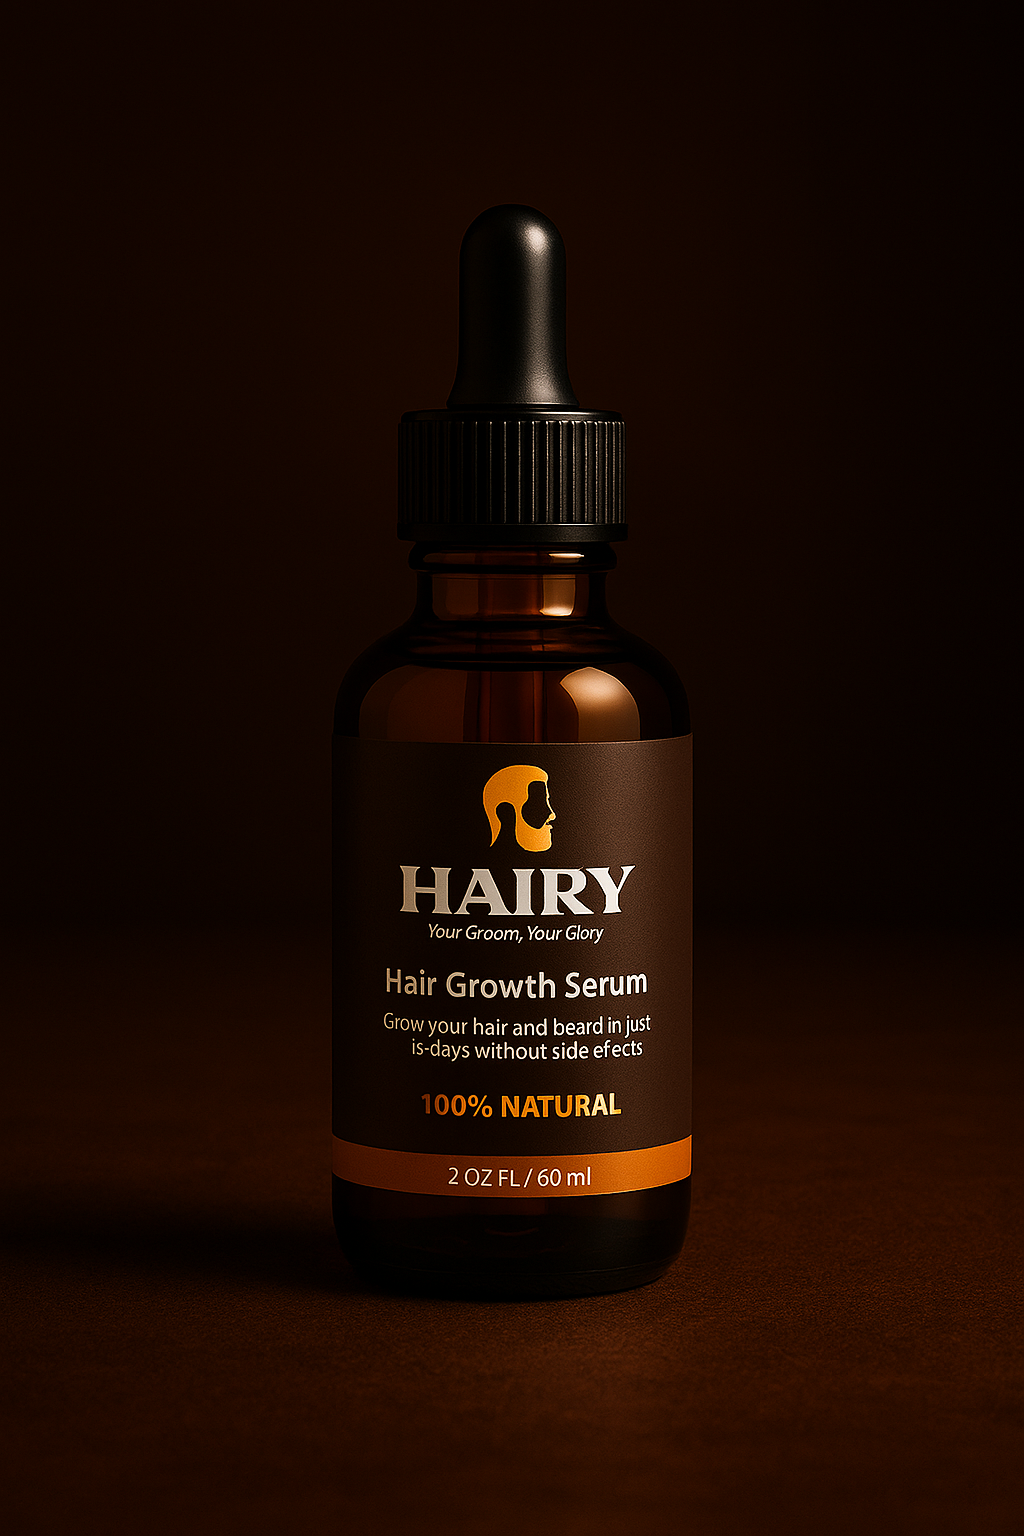 HAIRY
Your Groom, Your Glory
Hair Growth Serum
Grow your hair and beard in just
is-days without side efects
100% NATURAL
2 OZ FL / 60 ml